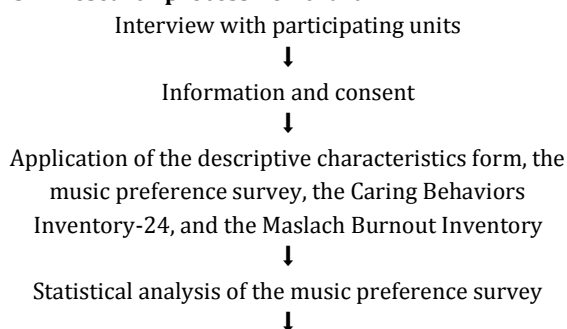 Interview with participating units
⬇
Information and consent
⬇
Application of the descriptive characteristics form, the
music preference survey, the Caring Behaviors
Inventory-24, and the Maslach Burnout Inventory
⬇
Statistical analysis of the music preference survey
⬇